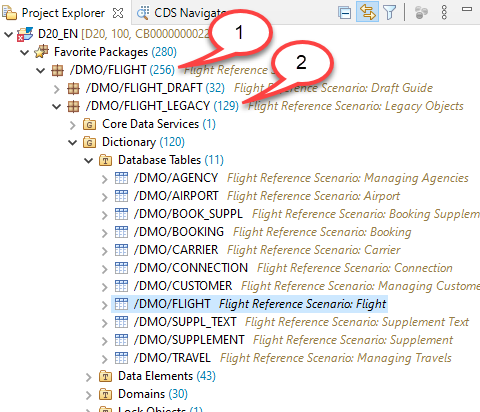 Project Explorer CDS Navigat
D20_EN [D20, 100, CB0000000022
1
Favorite Packages (280)
/DMO/FLIGHT (256) Flight Reference S
2
/DMO/FLIGHT_DRAFT (32) Flight Reference Scenario: Draft Guide
/DMO/FLIGHT_LEGACY (129) Flight Reference Scenario: Legacy Objects
Core Data Services (1)
Dictionary (120)
Database Tables (11)
/DMO/AGENCY Flight Reference Scenario: Managing Agencies
/DMO/AIRPORT Flight Reference Scenario: Airport
/DMO/BOOK_SUPPL Flight Reference Scenario: Booking Supplem
/DMO/BOOKING Flight Reference Scenario: Booking
/DMO/CARRIER Flight Reference Scenario: Carrier
/DMO/CONNECTION Flight Reference Scenario: Connection
/DMO/CUSTOMER Flight Reference Scenario: Managing Custome
/DMO/FLIGHT Flight Reference Scenario: Flight
/DMO/SUPPL_TEXT Flight Reference Scenario: Supplement Text
/DMO/SUPPLEMENT Flight Reference Scenario: Supplement
/DMO/TRAVEL Flight Reference Scenario: Managing Travels
Data Elements (43)
Domains (30)
Lock Objects (1)